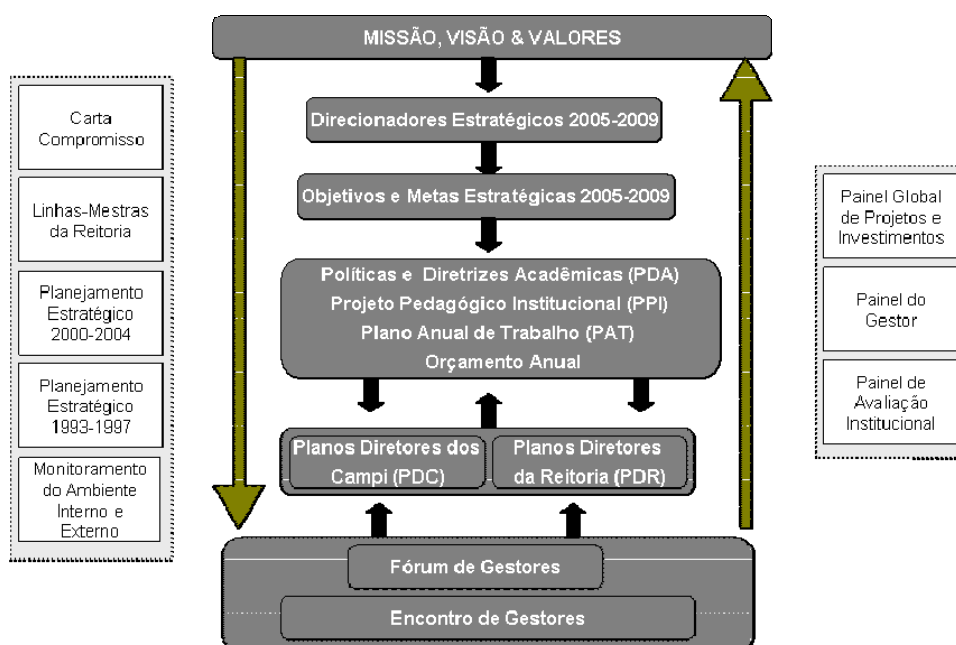 MISSÃO, VISÃO & VALORES
Carta
Compromisso
Linhas-Mestras
da Reitoria
Planejamento
Estratégico
2000-2004
Planejamento
Estratégico
1993-1997
Monitoramento
do Ambiente
Interno e
Externo
Direcionadores Estratégicos 2005-2009
Objetivos e Metas Estratégicas 2005-2009
Políticas e Diretrizes Acadêmicas (PDA)
Projeto Pedagógico Institucional (PPI)
Plano Anual de Trabalho (PAT)
Orçamento Anual
Planos Diretores dos
Campi (PDC)
Planos Diretores
da Reitoria (PDR)
Fórum de Gestores
Encontro de Gestores
Painel Global
de Projetos e
Investimentos
Painel do
Gestor
Painel de
Avaliação
Institucional